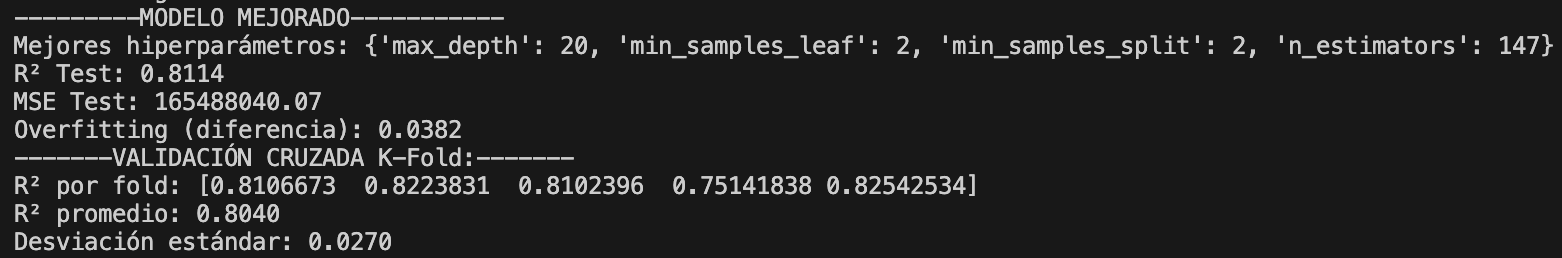 ---------MODELO MEJORADO-----------
Mejores hiperparámetros: {'max_depth': 20, 'min_samples_leaf': 2, 'min_samples_split': 2, 'n_estimators': 147}
R² Test: 0.8114
MSE Test: 165488040.07
Overfitting (diferencia): 0.0382
-------VALIDACIÓN CRUZADA K-Fold:-------
R² por fold: [0.8106673  0.8223831  0.8102396  0.75141838 0.82542534]
R² promedio: 0.8040
Desviación estándar: 0.0270